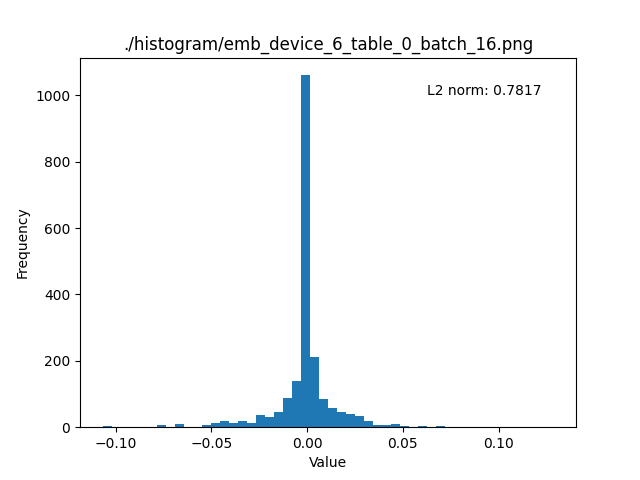 ./histogram/emb_device_6_table_0_batch_16.png
L2 norm: 0.7817
1000
800
600
400
200
0
Frequency
−0.10 −0.05 0.00 0.05 0.10
Value